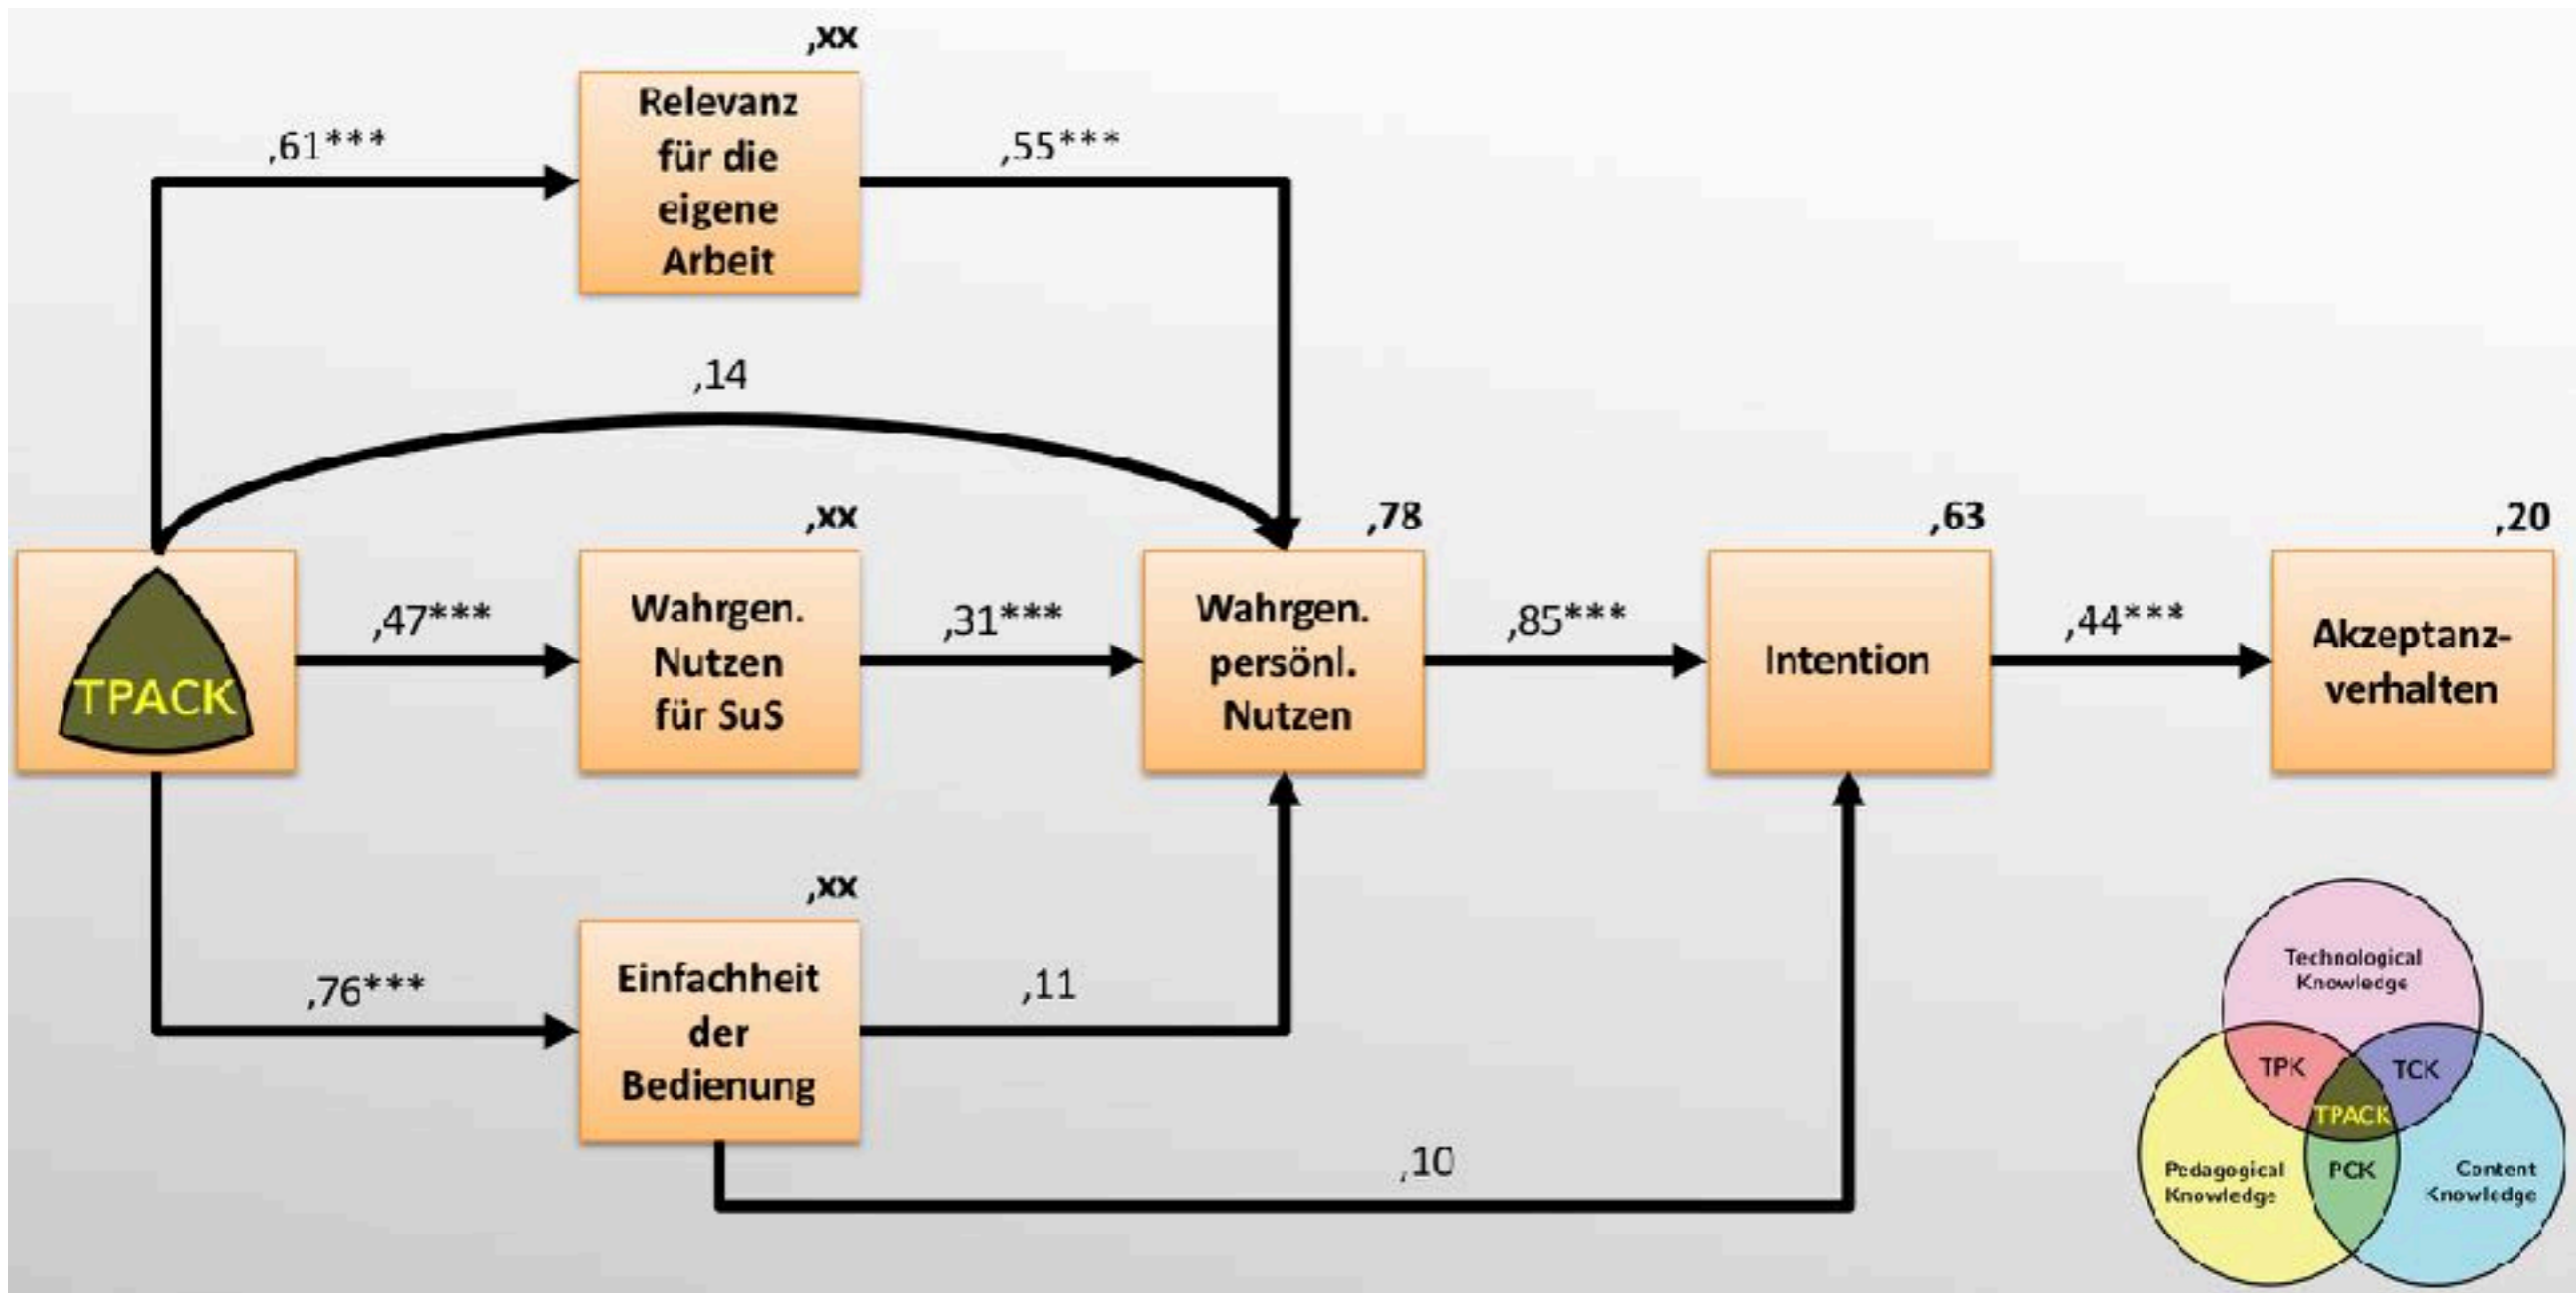 ,xx
Relevanz
für die
eigene
Arbeit
,61***
,55***
,14
TPACK
,47***
,xx
Wahrgen.
Nutzen
für SuS
,31***
,78
Wahrgen.
persönl.
Nutzen
,85***
,63
Intention
,44***
,20
Akzeptanz-
verhalten
,76***
,xx
Einfachheit
der
Bedienung
,11
,10
Technological
Knowledge
TPK
TCK
TPACK
Pedagogical
Knowledge
PCK
Content
Knowledge